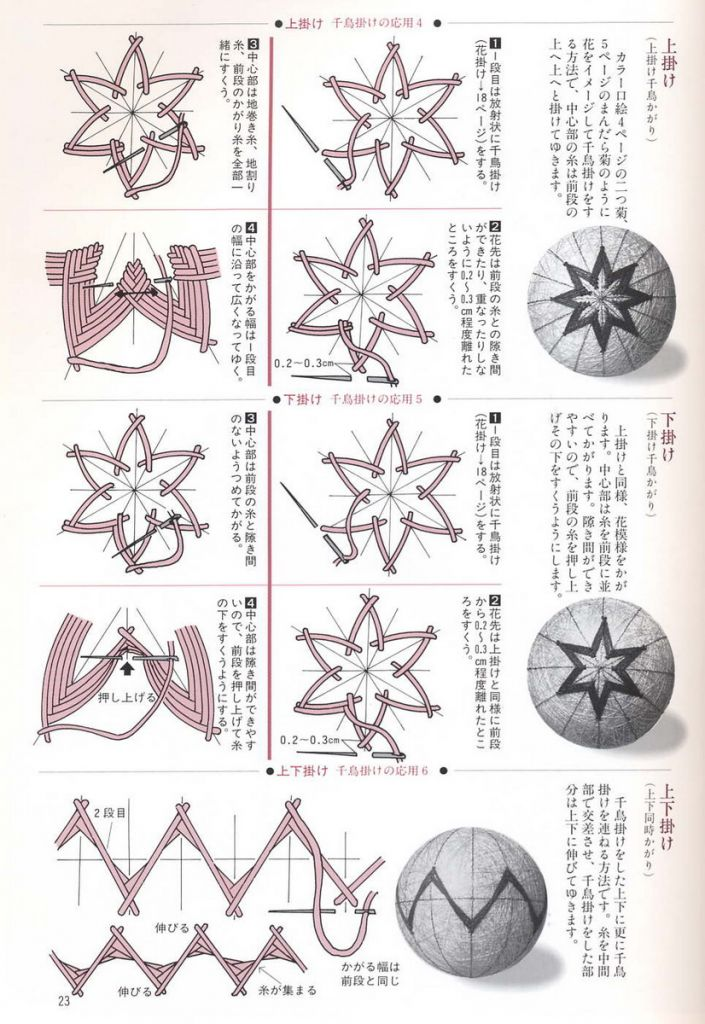 ●上掛け 千鳥掛けの応用4●
上掛け
(上掛け千鳥かがり)
カラー口絵4ページの二つ菊、
5ページのまんだら菊のように
花をイメージして千鳥掛けをす
る方法で、中心部の糸は前段の
上へ上へと掛けてゆきます。
1 1段目は放射状に千鳥掛け
(花掛け→18ページ)をする。
2 花先は前段の糸との隙き間
ができたり、重なったりしな
いように0.2〜0.3cm程度離れた
ところをすくう。
0.2〜0.3cm
3 中心部は地巻き糸、地割り
糸、前段のかがり糸を全部一
緒にすくう。
4 中心部をかがる幅は1段目
の幅に沿って広くなってゆく。
●下掛け 千鳥掛けの応用5●
下掛け
(下掛け千鳥かがり)
上掛けと同様、花模様をかが
ります。中心部は糸を前段に並
べてかがります。隙き間ができ
やすいので、前段の糸を押し上
げその下をすくうようにします。
1 1段目は放射状に千鳥掛け
(花掛け→18ページ)をする。
2 花先は上掛けと同様に前段
から0.2〜0.3cm程度離れたとこ
ろをすくう。
0.2〜0.3cm
3 中心部は前段の糸と隙き間
のないようつめてかがる。
4 中心部は隙き間ができやす
いので、前段を押し上げて糸
の下をすくうようにする。
押し上げる
●上下掛け 千鳥掛けの応用6●
上下掛け
(上下同時かがり)
千鳥掛けをした上下に更に千鳥
掛けを連ねる方法です。糸を中間
部で交差させ、千鳥掛けをした部
分は上下に伸びてゆきます。
2段目
伸びる
伸びる
糸が集まる
かがる幅は
前段と同じ
23